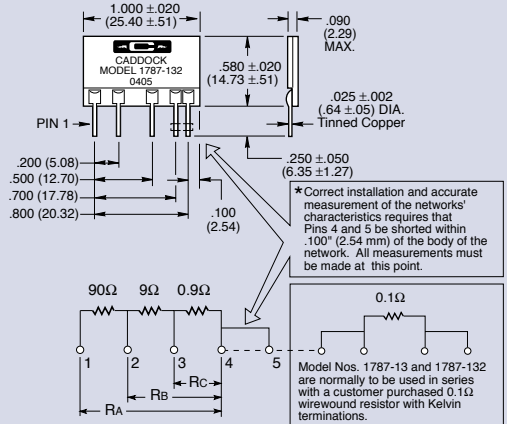 1.000 ±.020
(25.40 ±.51)
.090
(2.29)
MAX.
CADDOCK
MODEL 1787-132
0405
.580 ±.020
(14.73 ±.51)
.025 ±.002
(.64 ±.05) DIA.
Tinned Copper
PIN 1
.200 (5.08)
.500 (12.70)
.700 (17.78)
.800 (20.32)
.100
(2.54)
.250 ±.050
(6.35 ±1.27)
* Correct installation and accurate
measurement of the networks'
characteristics requires that
Pins 4 and 5 be shorted within
.100" (2.54 mm) of the body of the
network. All measurements must
be made at this point.
90Ω 9Ω 0.9Ω
0.1Ω
1 2 3 4 5
RC
RB
RA
Model Nos. 1787-13 and 1787-132
are normally to be used in series
with a customer purchased 0.1Ω
wirewound resistor with Kelvin
terminations.